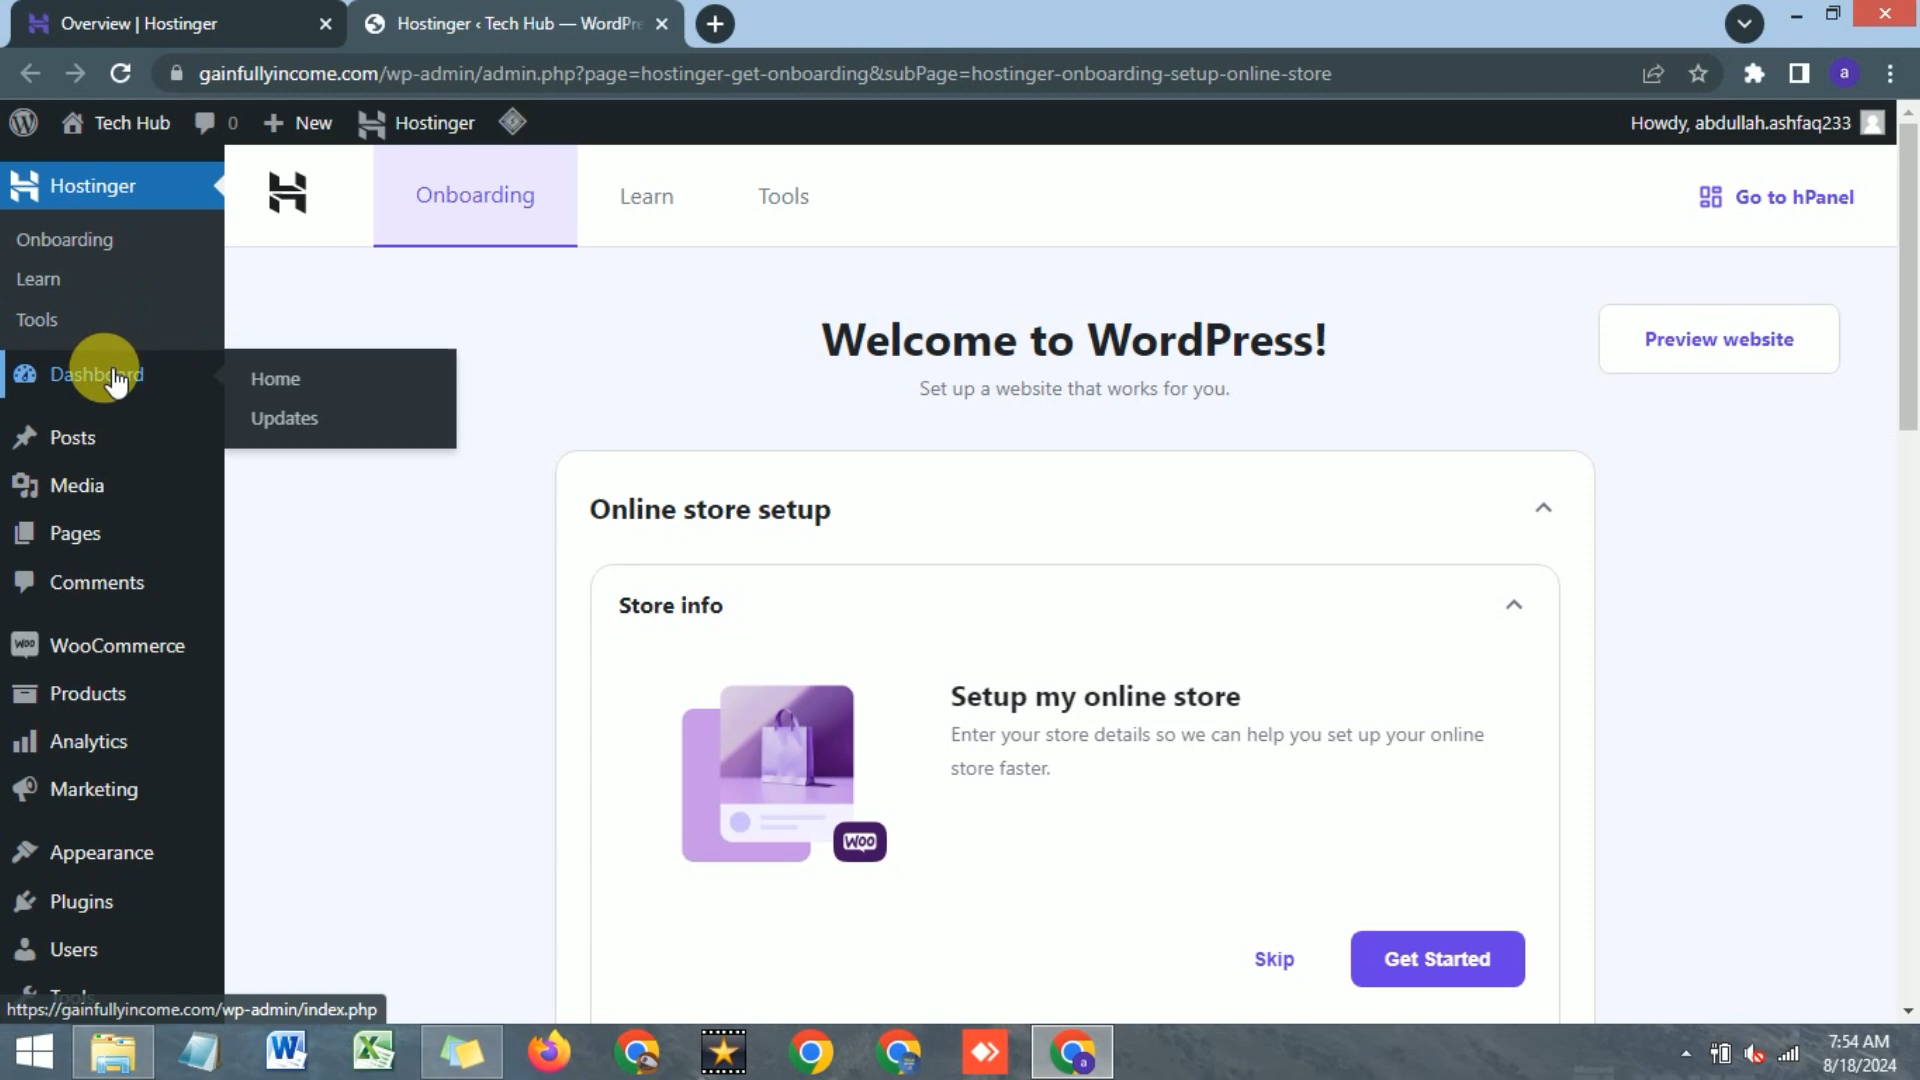 Overview | Hostinger
Hostinger ‹ Tech Hub — WordPre
gainfullyincome.com/wp-admin/admin.php?page=hostinger-get-onboarding&subPage=hostinger-onboarding-setup-online-store
a
Tech Hub
0
New
Hostinger
Howdy, abdullah.ashfaq233
Hostinger
Onboarding
Learn
Tools
Go to hPanel
Onboarding
Learn
Tools
Dashboard
Home
Updates
Posts
Media
Pages
Comments
WooCommerce
Products
Analytics
Marketing
Appearance
Plugins
Users
Tools
Welcome to WordPress!
Set up a website that works for you.
Preview website
Online store setup
Store info
Setup my online store
Enter your store details so we can help you set up your online
store faster.
Woo
Skip
Get Started
https://gainfullyincome.com/wp-admin/index.php
7:54 AM
8/18/2024